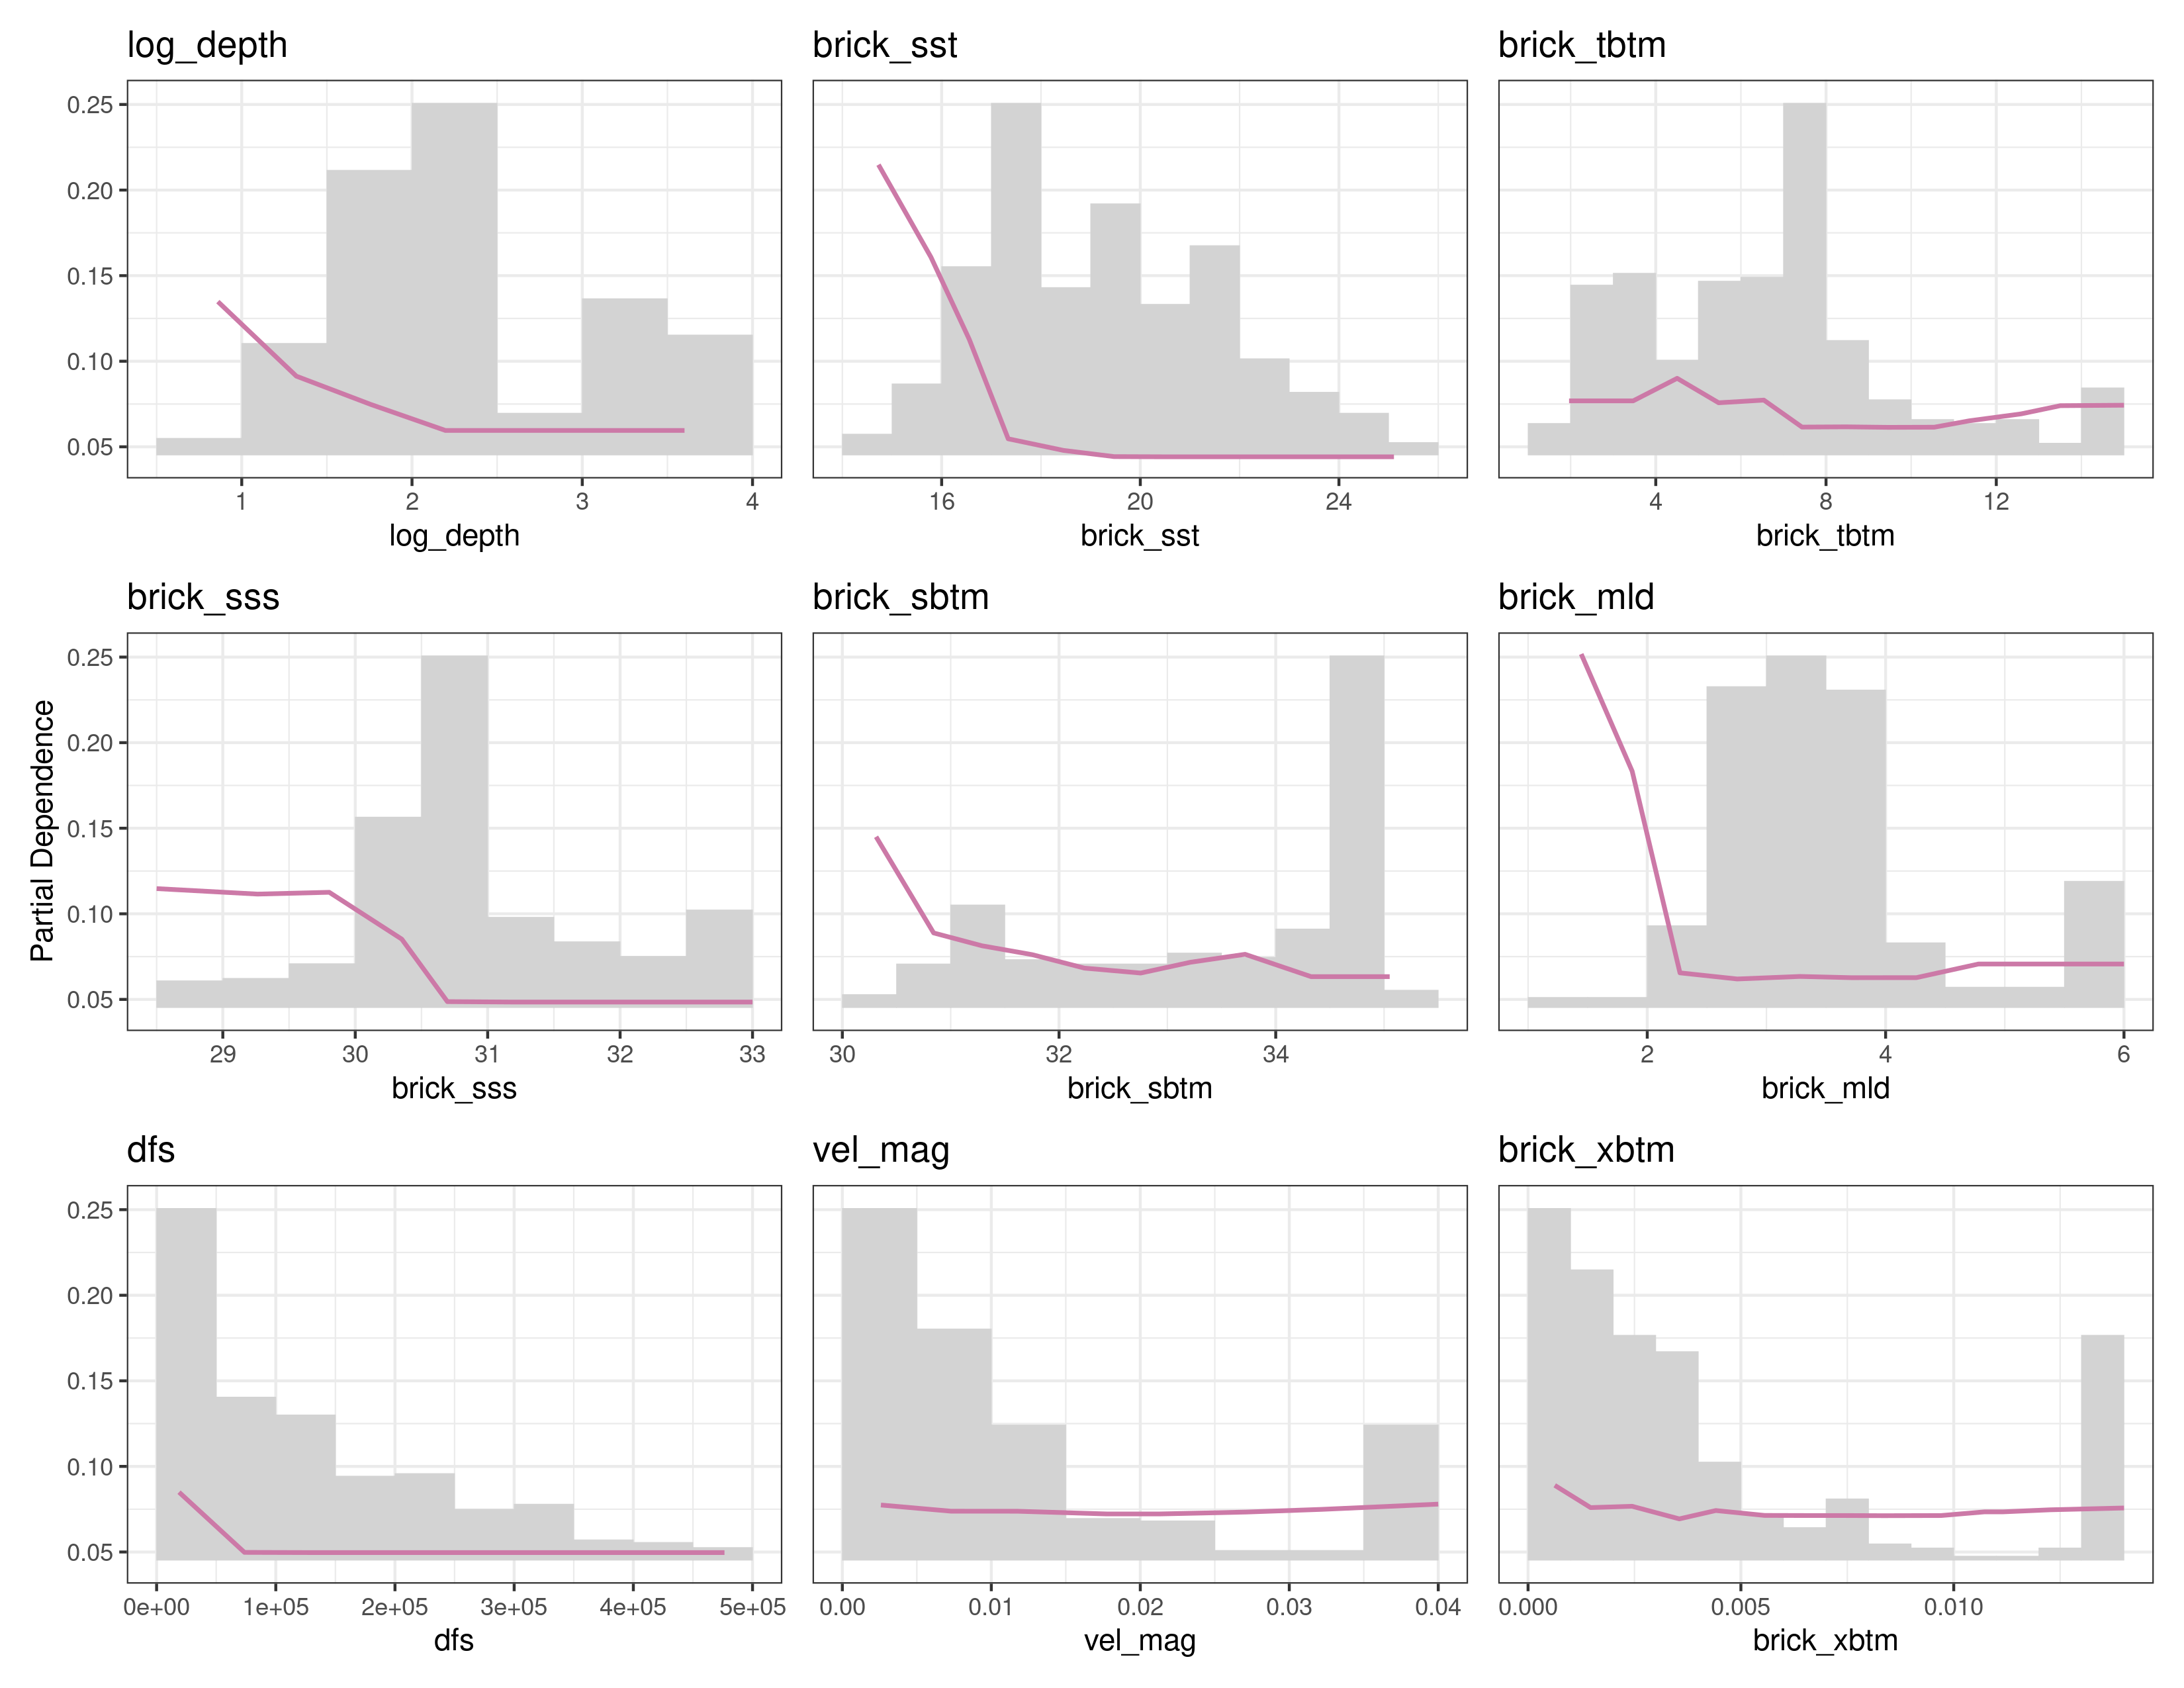 log_depth
brick_sst
brick_tbtm
0.25
0.20
0.15
0.10
0.05
1 2 3 4
16 20 24
4 8 12
log_depth
brick_sst
brick_tbtm
brick_sss
brick_sbtm
brick_mld
Partial Dependence
0.25
0.20
0.15
0.10
0.05
29 30 31 32 33
30 32 34
2 4 6
brick_sss
brick_sbtm
brick_mld
dfs
vel_mag
brick_xbtm
0.25
0.20
0.15
0.10
0.05
0e+00 1e+05 2e+05 3e+05 4e+05 5e+05
0.00 0.01 0.02 0.03 0.04
0.000 0.005 0.010
dfs
vel_mag
brick_xbtm